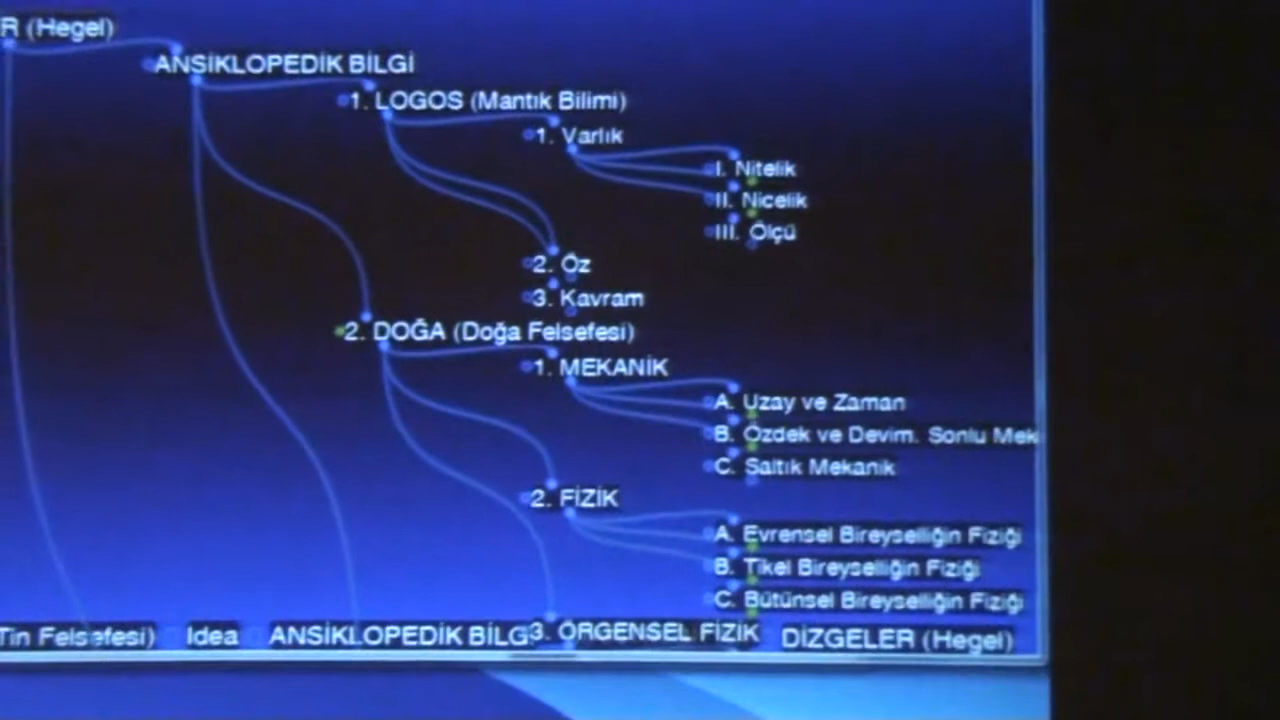 R (Hegel)
ANSİKLOPEDİK BİLGİ
1. LOGOS (Mantık Bilimi)
1. Varlık
I. Nitelik
II. Nicelik
III. Ölçü
2. Öz
3. Kavram
2. DOĞA (Doğa Felsefesi)
1. MEKANİK
A. Uzay ve Zaman
B. Özdek ve Devim. Sonlu Mek
C. Saltık Mekanik
2. FİZİK
A. Evrensel Bireyselliğin Fiziği
B. Tikel Bireyselliğin Fiziği
C. Bütünsel Bireyselliğin Fiziği
Tin Felsefesi) Idea ANSİKLOPEDİK BİLG 3. ÖRGENSEL FİZİK DİZGELER (Hegel)